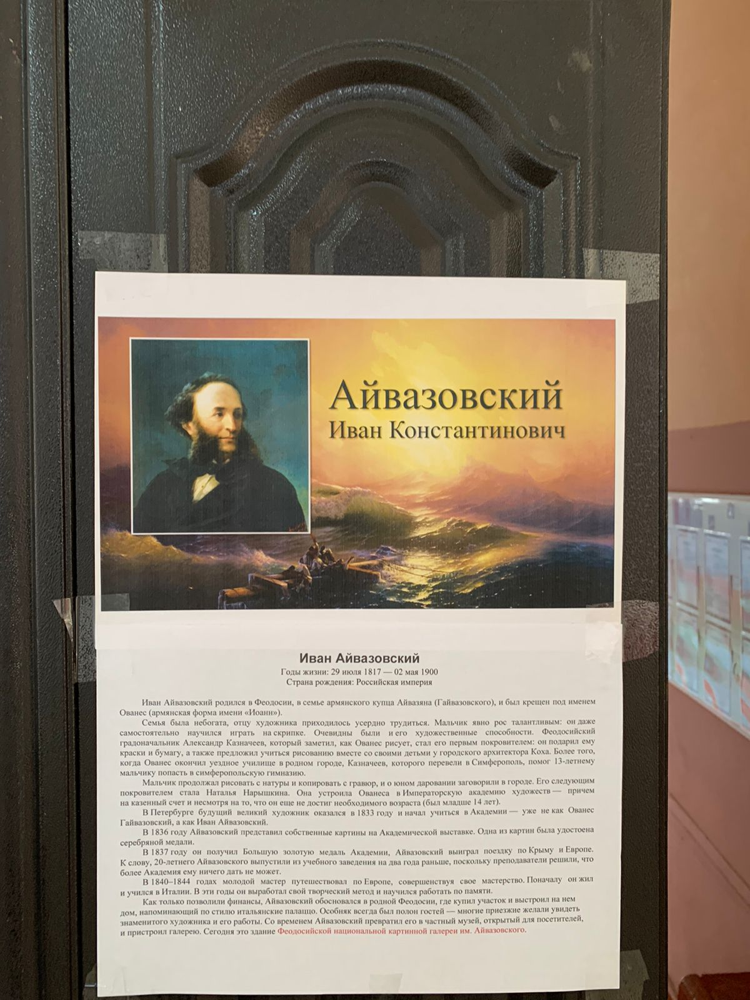 Айвазовский
Иван Константинович
Иван Айвазовский
Годы жизни: 29 июля 1817 — 02 мая 1900
Страна рождения: Российская империя
Иван Айвазовский родился в Феодосии, в семье армянского купца Айвазяна (Гайвазовского), и был крещен под именем
Ованес (армянская форма имени «Иоанн»).
Семья была небогата, отцу художника приходилось усердно трудиться. Мальчик явно рос талантливым: он даже
самостоятельно научился играть на скрипке. Очевидны были и его художественные способности. Феодосийский
градоначальник Александр Казначеев, который заметил, как Ованес рисует, стал его первым покровителем: он подарил ему
краски и бумагу, а также предложил учиться рисованию вместе со своими детьми у городского архитектора Коха. Более того,
когда Ованес окончил уездное училище в родном городе, Казначеев, которого перевели в Симферополь, помог 13-летнему
мальчику попасть в симферопольскую гимназию.
Мальчик продолжал рисовать с натуры и копировать с гравюр, и о юном даровании заговорили в городе. Его следующим
покровителем стала Наталья Нарышкина. Она устроила Ованеса в Императорскую академию художеств — причем
на казенный счет и несмотря на то, что он еще не достиг необходимого возраста (был младше 14 лет).
В Петербурге будущий великий художник оказался в 1833 году и начал учиться в Академии — уже не как Ованес
Гайвазовский, а как Иван Айвазовский.
В 1836 году Айвазовский представил собственные картины на Академической выставке. Одна из картин была удостоена
серебряной медали.
В 1837 году он получил Большую золотую медаль Академии, Айвазовский выиграл поездку по Крыму и Европе.
К слову, 20-летнего Айвазовского выпустили из учебного заведения на два года раньше, поскольку преподаватели решили, что
более Академия ему ничего дать не может.
В 1840–1844 годах молодой мастер путешествовал по Европе, совершенствуя свое мастерство. Поначалу он жил
и учился в Италии. В эти годы он выработал свой творческий метод и научился работать по памяти.
Как только позволили финансы, Айвазовский обосновался в родной Феодосии, где купил участок и выстроил на нем
дом, напоминающий по стилю итальянские палаццо. Особняк всегда был полон гостей — многие приезжие желали увидеть
знаменитого художника и его работы. Со временем Айвазовский превратил его в частный музей, открытый для посетителей,
и пристроил галерею. Сегодня это здание Феодосийской национальной картинной галереи им. Айвазовского.